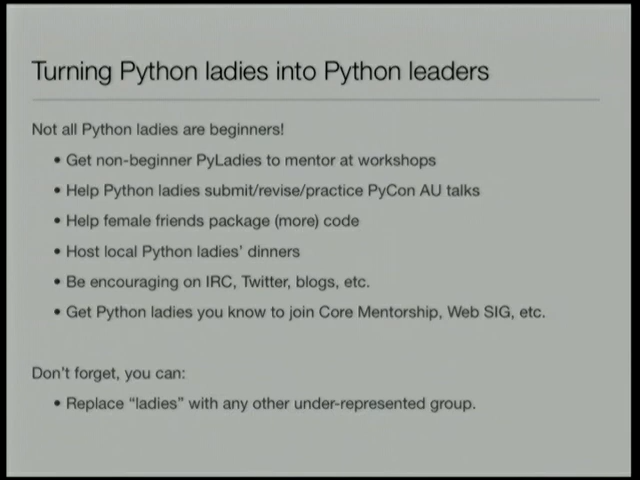 Turning Python ladies into Python leaders
Not all Python ladies are beginners!
• Get non-beginner PyLadies to mentor at workshops
• Help Python ladies submit/revise/practice PyCon AU talks
• Help female friends package (more) code
• Host local Python ladies’ dinners
• Be encouraging on IRC, Twitter, blogs, etc.
• Get Python ladies you know to join Core Mentorship, Web SIG, etc.
Don’t forget, you can:
• Replace “ladies” with any other under-represented group.